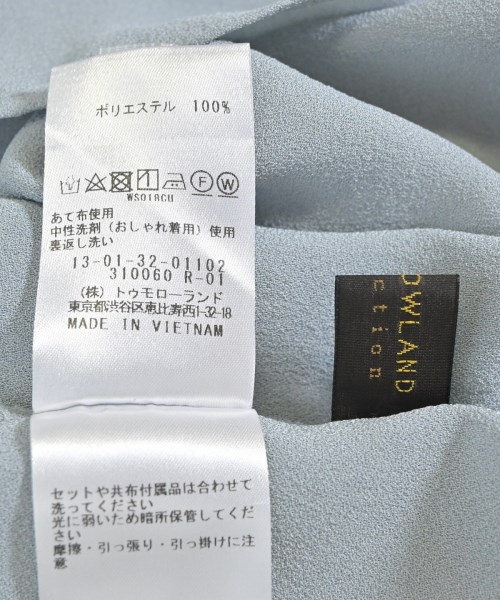 ポリエステル 100%
F W
WS018CU
あて布使用
中性洗剤（おしゃれ着用）使用
裏返し洗い
13-01-32-01102
310060 R-01
（株）トゥモローランド
東京都渋谷区恵比寿西1-32-18
MADE IN VIETNAM
OWLAND
ction
セットや共布付属品は合わせて
洗ってください
光に弱いため暗所保管してくだ
さい
摩擦・引っ張り・引っ掛けに注
意